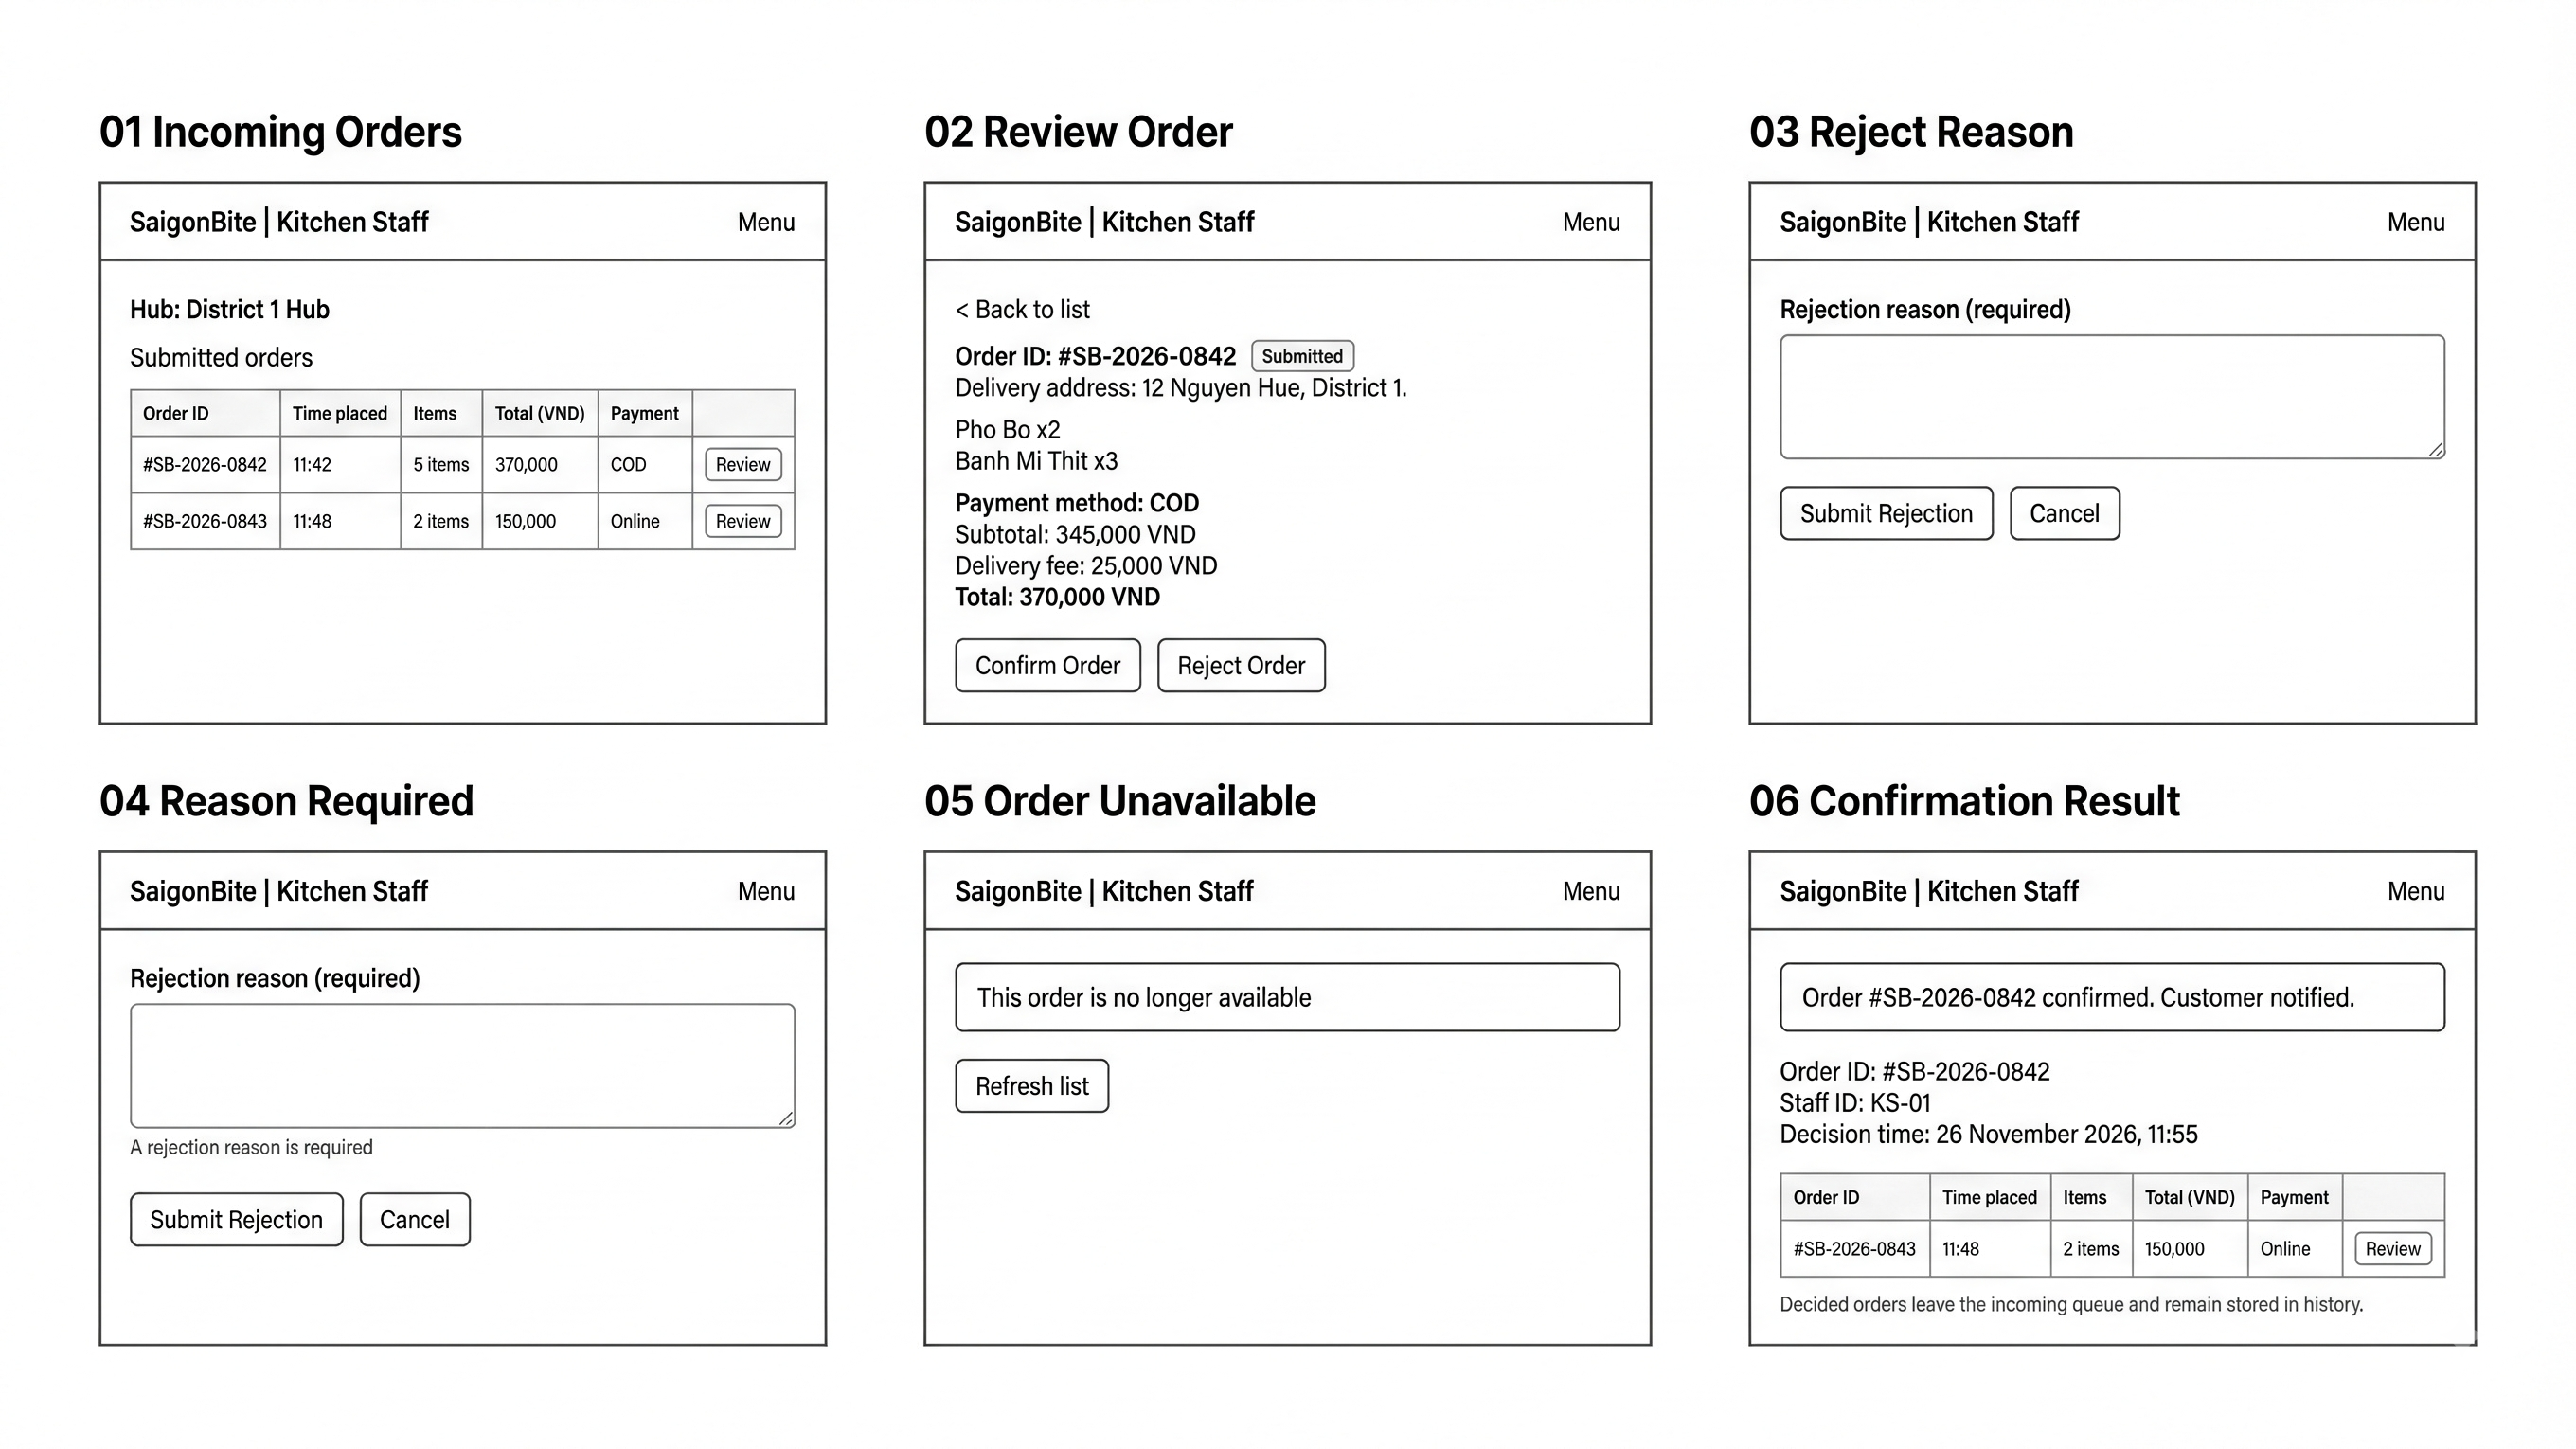 01 Incoming Orders
SaigonBite | Kitchen Staff
Menu
Hub: District 1 Hub
Submitted orders
Order ID Time placed Items Total (VND) Payment
#SB-2026-0842 11:42 5 items 370,000 COD Review
#SB-2026-0843 11:48 2 items 150,000 Online Review
02 Review Order
SaigonBite | Kitchen Staff
Menu
< Back to list
Order ID: #SB-2026-0842 Submitted
Delivery address: 12 Nguyen Hue, District 1.
Pho Bo x2
Banh Mi Thit x3
Payment method: COD
Subtotal: 345,000 VND
Delivery fee: 25,000 VND
Total: 370,000 VND
Confirm Order
Reject Order
03 Reject Reason
SaigonBite | Kitchen Staff
Menu
Rejection reason (required)
Submit Rejection
Cancel
04 Reason Required
SaigonBite | Kitchen Staff
Menu
Rejection reason (required)
A rejection reason is required
Submit Rejection
Cancel
05 Order Unavailable
SaigonBite | Kitchen Staff
Menu
This order is no longer available
Refresh list
06 Confirmation Result
SaigonBite | Kitchen Staff
Menu
Order #SB-2026-0842 confirmed. Customer notified.
Order ID: #SB-2026-0842
Staff ID: KS-01
Decision time: 26 November 2026, 11:55
Order ID Time placed Items Total (VND) Payment
#SB-2026-0843 11:48 2 items 150,000 Online Review
Decided orders leave the incoming queue and remain stored in history.